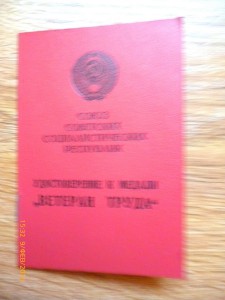 СОЮЗ
СОВЕТСКИХ
СОЦИАЛИСТИЧЕСКИХ
РЕСПУБЛИК
УДОСТОВЕРЕНИЕ К МЕДАЛИ
„ВЕТЕРАН ТРУДА“